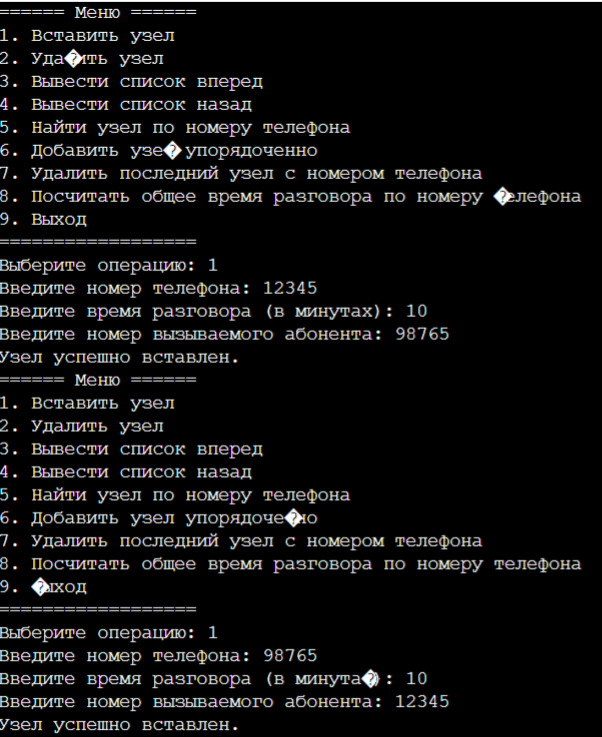 ====== Меню ======
1. Вставить узел
2. Уда�ить узел
3. Вывести список вперед
4. Вывести список назад
5. Найти узел по номеру телефона
6. Добавить узе� упорядоченно
7. Удалить последний узел с номером телефона
8. Посчитать общее время разговора по номеру �елефона
9. Выход
==================
Выберите операцию: 1
Введите номер телефона: 12345
Введите время разговора (в минутах): 10
Введите номер вызываемого абонента: 98765
Узел успешно вставлен.
====== Меню ======
1. Вставить узел
2. Удалить узел
3. Вывести список вперед
4. Вывести список назад
5. Найти узел по номеру телефона
6. Добавить узел упорядоче�но
7. Удалить последний узел с номером телефона
8. Посчитать общее время разговора по номеру телефона
9. �ыход
==================
Выберите операцию: 1
Введите номер телефона: 98765
Введите время разговора (в минута�): 10
Введите номер вызываемого абонента: 12345
Узел успешно вставлен.